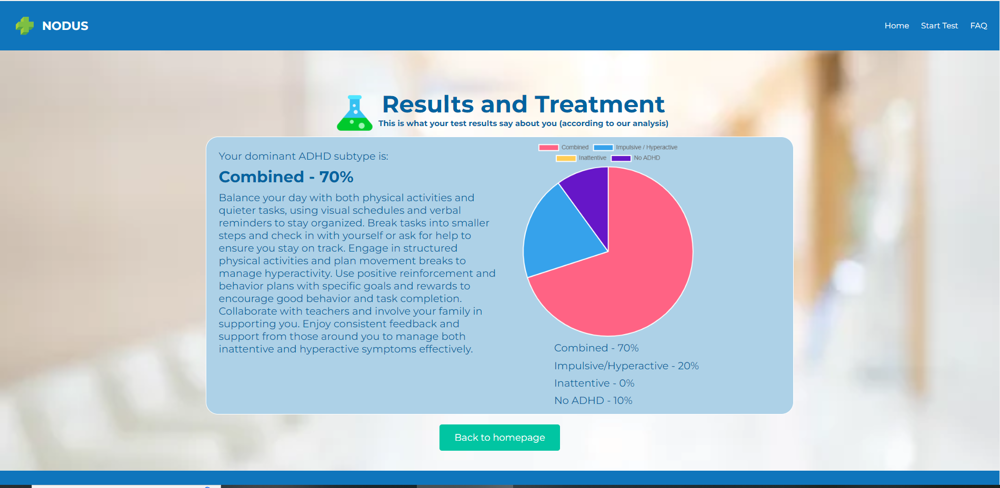 NODUS
Home Start Test FAQ
Results and Treatment
This is what your test results say about you (according to our analysis)
Your dominant ADHD subtype is:
Combined - 70%
Balance your day with both physical activities and
quieter tasks, using visual schedules and verbal
reminders to stay organized. Break tasks into smaller
steps and check in with yourself or ask for help to
ensure you stay on track. Engage in structured
physical activities and plan movement breaks to
manage hyperactivity. Use positive reinforcement and
behavior plans with specific goals and rewards to
encourage good behavior and task completion.
Collaborate with teachers and involve your family in
supporting you. Enjoy consistent feedback and
support from those around you to manage both
inattentive and hyperactive symptoms effectively.
Combined Impulsive / Hyperactive
Inattentive No ADHD
Combined - 70%
Impulsive/Hyperactive - 20%
Inattentive - 0%
No ADHD - 10%
Back to homepage